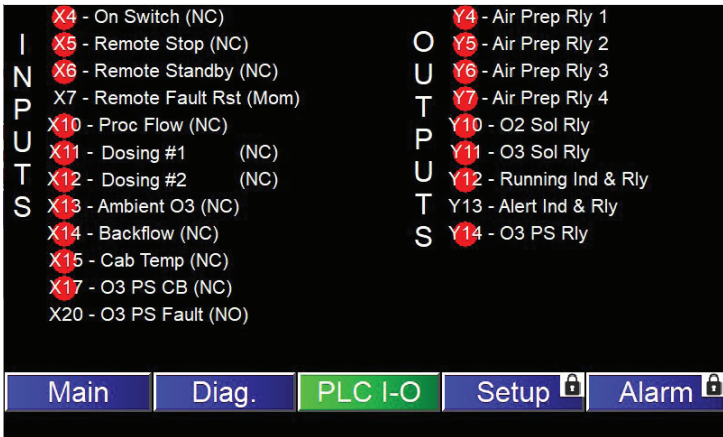 INPUTS
X4 - On Switch (NC)
X5 - Remote Stop (NC)
X6 - Remote Standby (NC)
X7 - Remote Fault Rst (Mom)
X10 - Proc Flow (NC)
X11 - Dosing #1 (NC)
X12 - Dosing #2 (NC)
X13 - Ambient O3 (NC)
X14 - Backflow (NC)
X15 - Cab Temp (NC)
X17 - O3 PS CB (NC)
X20 - O3 PS Fault (NO)
OUTPUTS
Y4 - Air Prep Rly 1
Y5 - Air Prep Rly 2
Y6 - Air Prep Rly 3
Y7 - Air Prep Rly 4
Y10 - O2 Sol Rly
Y11 - O3 Sol Rly
Y12 - Running Ind & Rly
Y13 - Alert Ind & Rly
Y14 - O3 PS Rly
Main Diag. PLC I-O Setup Alarm